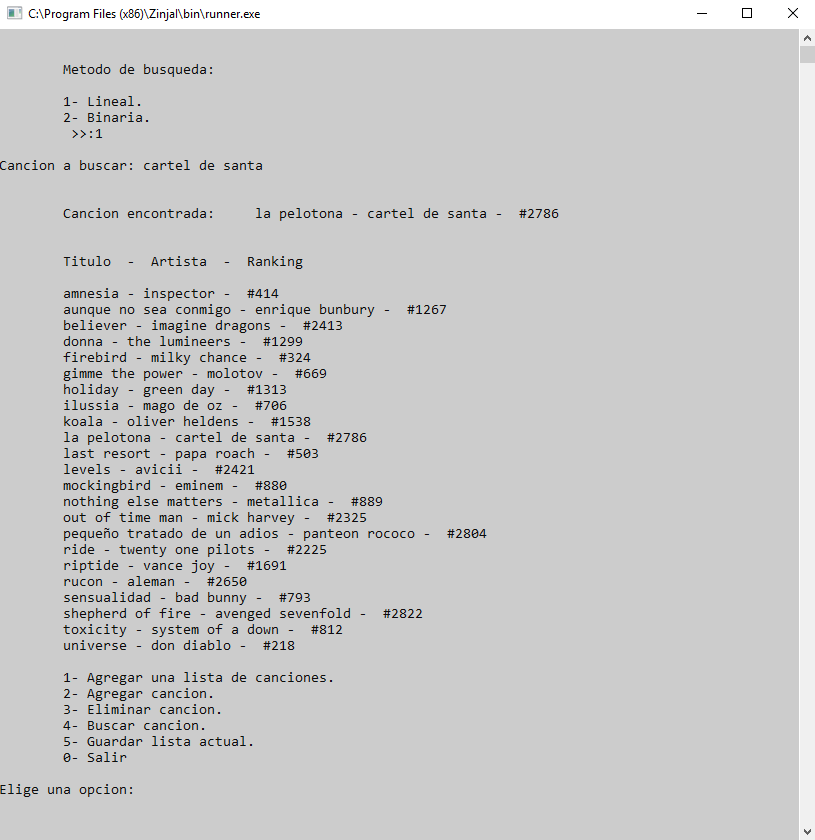 C:\Program Files (x86)\Zinjal\bin\runner.exe
Metodo de busqueda:
1- Lineal.
2- Binaria.
>>:1
Cancion a buscar: cartel de santa
Cancion encontrada: la pelotona - cartel de santa - #2786
Titulo - Artista - Ranking
amnesia - inspector - #414
aunque no sea conmigo - enrique bunbury - #1267
believer - imagine dragons - #2413
donna - the lumineers - #1299
firebird - milky chance - #324
gimme the power - molotov - #669
holiday - green day - #1313
ilussia - mago de oz - #706
koala - oliver heldens - #1538
la pelotona - cartel de santa - #2786
last resort - papa roach - #503
levels - avicii - #2421
mockingbird - eminem - #880
nothing else matters - metallica - #889
out of time man - mick harvey - #2325
pequeño tratado de un adios - panteon rococo - #2804
ride - twenty one pilots - #2225
riptide - vance joy - #1691
rucon - aleman - #2650
sensualidad - bad bunny - #793
shepherd of fire - avenged sevenfold - #2822
toxicity - system of a down - #812
universe - don diablo - #218
1- Agregar una lista de canciones.
2- Agregar cancion.
3- Eliminar cancion.
4- Buscar cancion.
5- Guardar lista actual.
0- Salir
Elige una opcion: